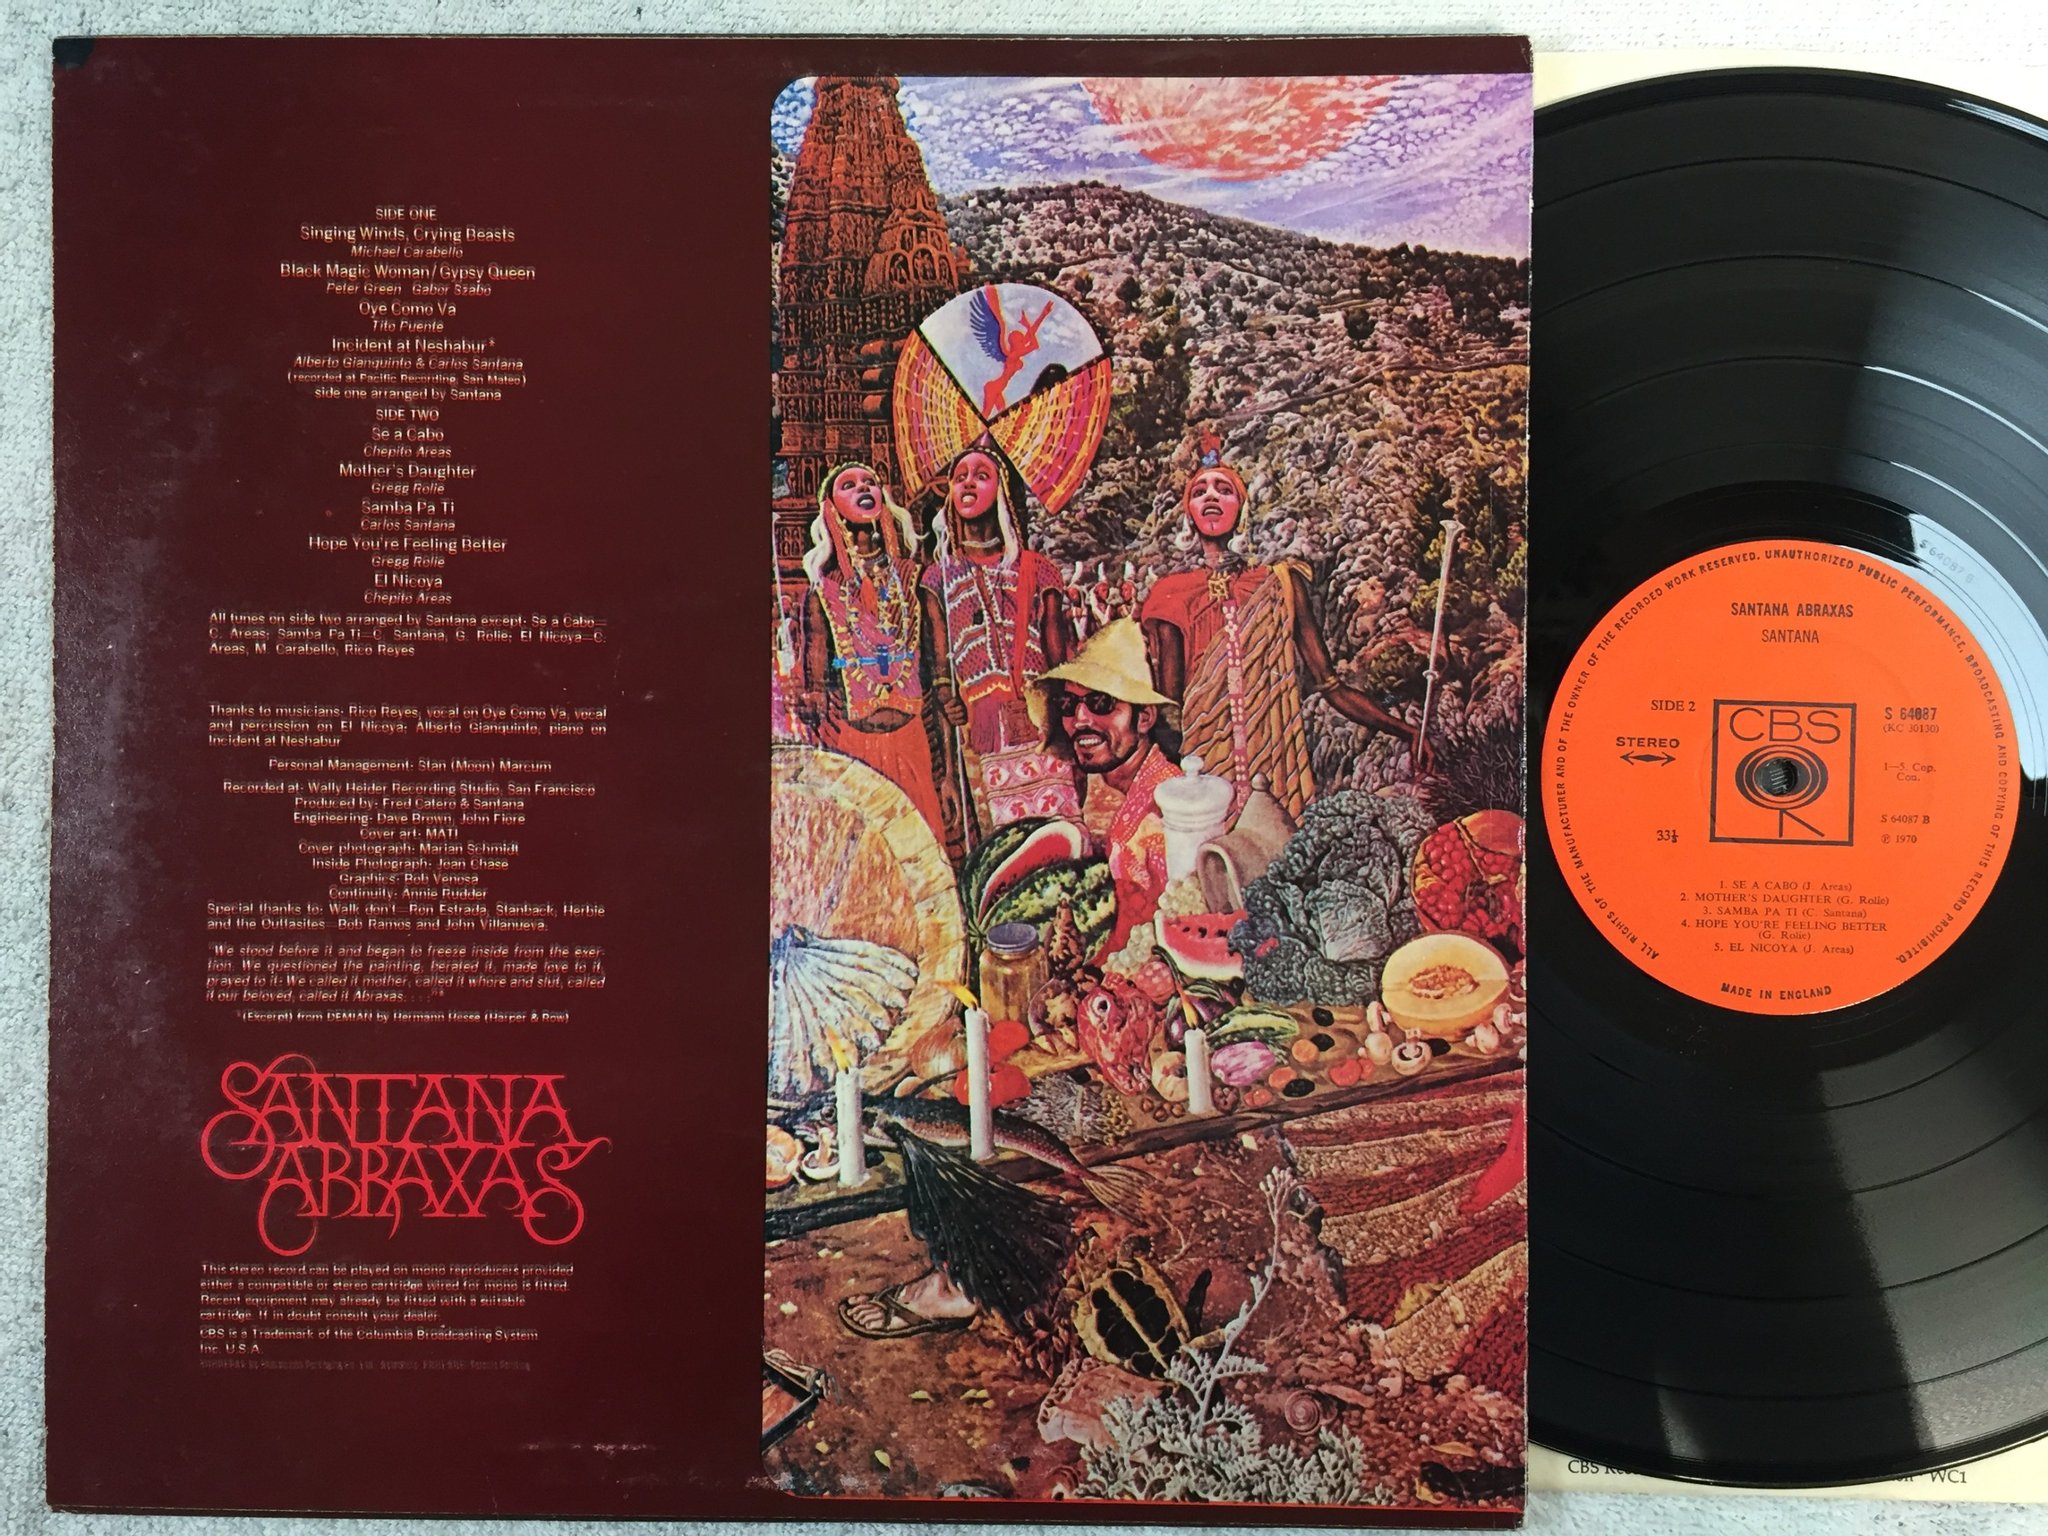 SIDE ONE
Singing Winds, Crying Beasts
Michael Carabello
Black Magic Woman/Gypsy Queen
Peter Green Gabor Szabo
Oye Como Va
Tito Puente
Incident at Neshabur*
Alberto Gianquinto & Carlos Santana
(recorded at Pacific Recording, San Mateo)
side one arranged by Santana
SIDE TWO
Se a Cabo
Chepito Areas
Mother's Daughter
Gregg Rolie
Samba Pa Ti
Carlos Santana
Hope You're Feeling Better
Gregg Rolie
El Nicoya
Chepito Areas
All tunes on side two arranged by Santana except: Se a Cabo—
C. Areas; Samba Pa Ti—C. Santana, G. Rolie; El Nicoya—C.
Areas, M. Carabello, Rico Reyes
Thanks to musicians: Rico Reyes, vocal on Oye Como Va, vocal
and percussion on El Nicoya; Alberto Gianquinto, piano on
Incident at Neshabur
Personal Management: Stan (Moon) Marcum
Recorded at: Wally Heider Recording Studio, San Francisco
Produced by: Fred Catero & Santana
Engineering: Dave Brown, John Fiore
Cover art: MATI
Cover photograph: Marian Schmidt
Inside Photograph: Joan Chase
Graphics: Bob Venosa
Continuity: Annie Rudder
Special thanks to: Walk don't—Ron Estrada, Stanback, Herbie
and the Outtasites—Bob Ramos and John Villanueva.
"We stood before it and began to freeze inside from the exer-
tion. We questioned the painting, berated it, made love to it,
prayed to it: We called it mother, called it whore and slut, called
it our beloved, called it Abraxas. . . ."*
*(Excerpt) from DEMIAN by Hermann Hesse (Harper & Row)
SANTANA
ABRAXAS
This stereo record can be played on mono reproducers provided
either a compatible or stereo cartridge wired for mono is fitted.
Recent equipment may already be fitted with a suitable
cartridge. If in doubt consult your dealer.
CBS is a Trademark of the Columbia Broadcasting System
Inc. U.S.A.
ALL RIGHTS OF THE MANUFACTURER AND OF THE OWNER OF THE RECORDED WORK RESERVED. UNAUTHORIZED PUBLIC PERFORMANCE, BROADCASTING AND COPYING OF THIS RECORD PROHIBITED.
S 64087 B
SANTANA ABRAXAS
SANTANA
SIDE 2
CBS
S 64087
(KC 30130)
STEREO
1—5. Cop.
Con.
S 64087 B
33⅓
℗ 1970
1. SE A CABO (J. Areas)
2. MOTHER'S DAUGHTER (G. Rolie)
3. SAMBA PA TI (C. Santana)
4. HOPE YOU'RE FEELING BETTER
(G. Rolie)
5. EL NICOYA (J. Areas)
MADE IN ENGLAND
CBS WC1